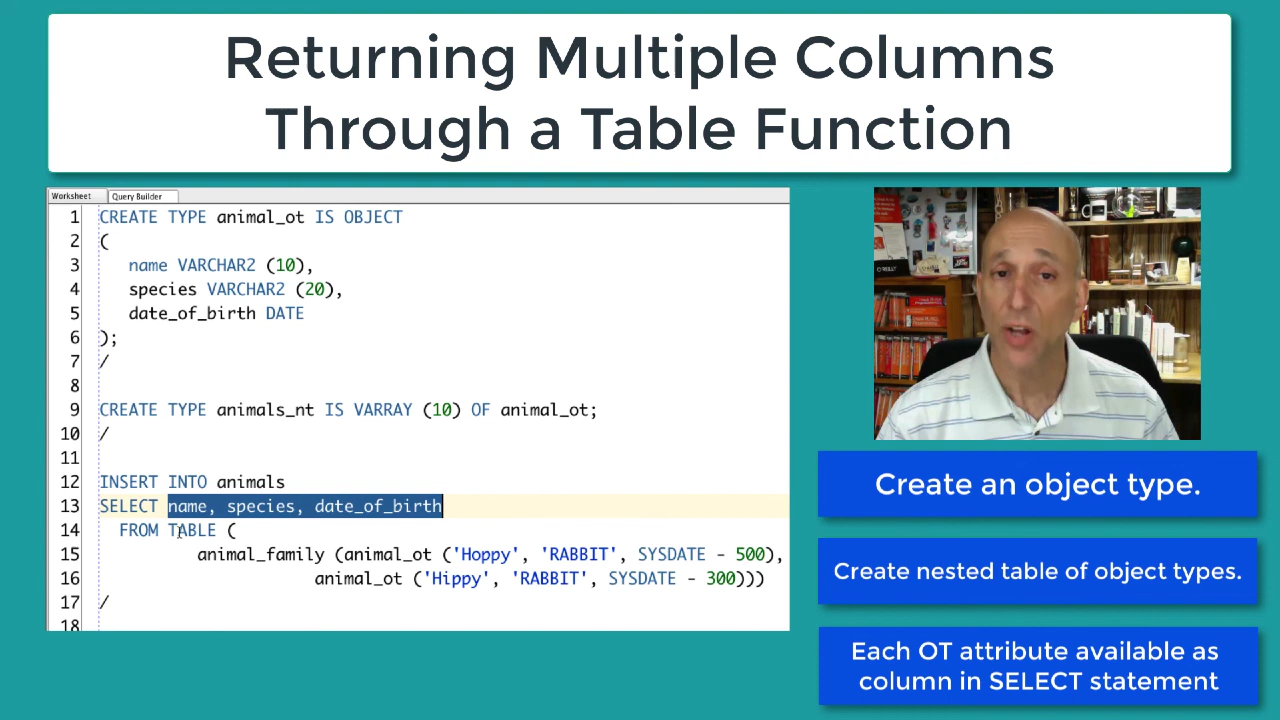 Returning Multiple Columns
Through a Table Function
Worksheet
Query Builder
1 CREATE TYPE animal_ot IS OBJECT
2 (
3 name VARCHAR2 (10),
4 species VARCHAR2 (20),
5 date_of_birth DATE
6 );
7 /
8
9 CREATE TYPE animals_nt IS VARRAY (10) OF animal_ot;
10 /
11
12 INSERT INTO animals
13 SELECT name, species, date_of_birth
14 FROM TABLE (
15 animal_family (animal_ot ('Hoppy', 'RABBIT', SYSDATE - 500),
16 animal_ot ('Hippy', 'RABBIT', SYSDATE - 300)))
17 /
18
O'REILLY
Create an object type.
Create nested table of object types.
Each OT attribute available as
column in SELECT statement